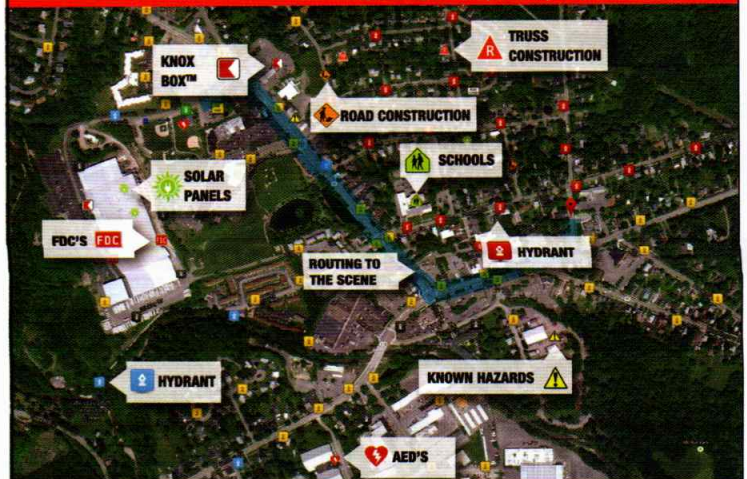 TRUSS
CONSTRUCTION
R
KNOX
BOX™
ROAD CONSTRUCTION
SCHOOLS
SOLAR
PANELS
FDC'S FDC
HYDRANT
ROUTING TO
THE SCENE
HYDRANT
KNOWN HAZARDS
AED'S